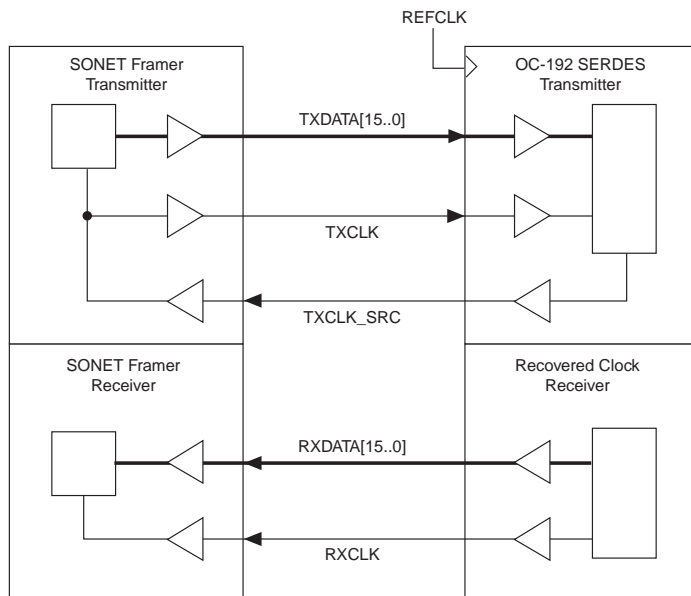 REFCLK
SONET Framer
Transmitter
OC-192 SERDES
Transmitter
TXDATA[15..0]
TXCLK
TXCLK_SRC
SONET Framer
Receiver
Recovered Clock
Receiver
RXDATA[15..0]
RXCLK